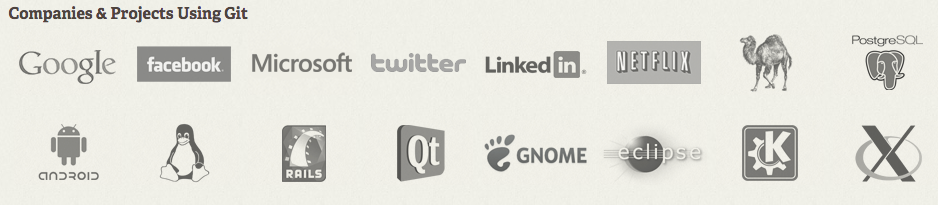 Companies & Projects Using Git
Google facebook. Microsoft twitter Linked in. NETFLIX PostgreSQL
ANDROID RAILS Qt GNOME eclipse K X